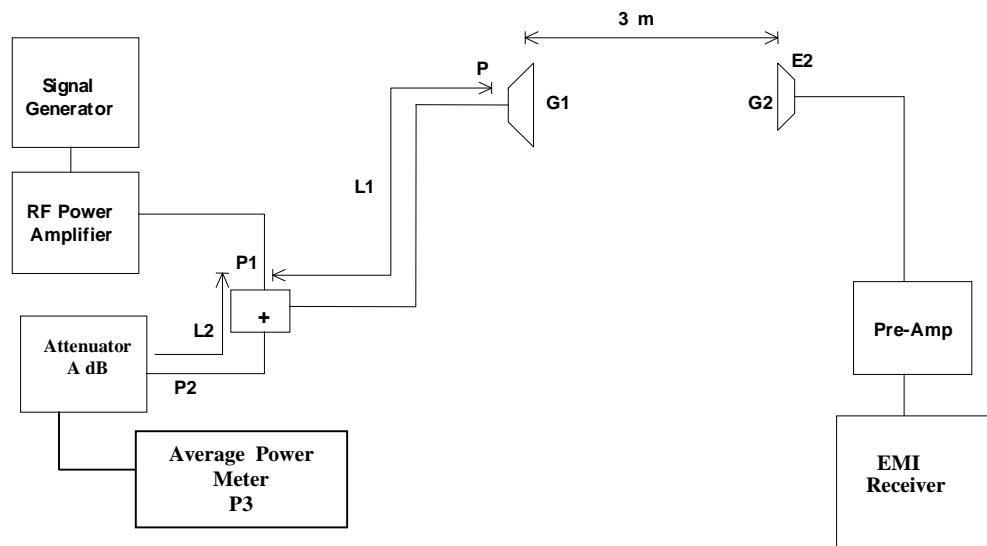 3 m
Signal
Generator
P
E2
G1
G2
L1
RF Power
Amplifier
P1
+
L2
Attenuator
A dB
P2
Pre-Amp
Average Power
Meter
P3
EMI
Receiver